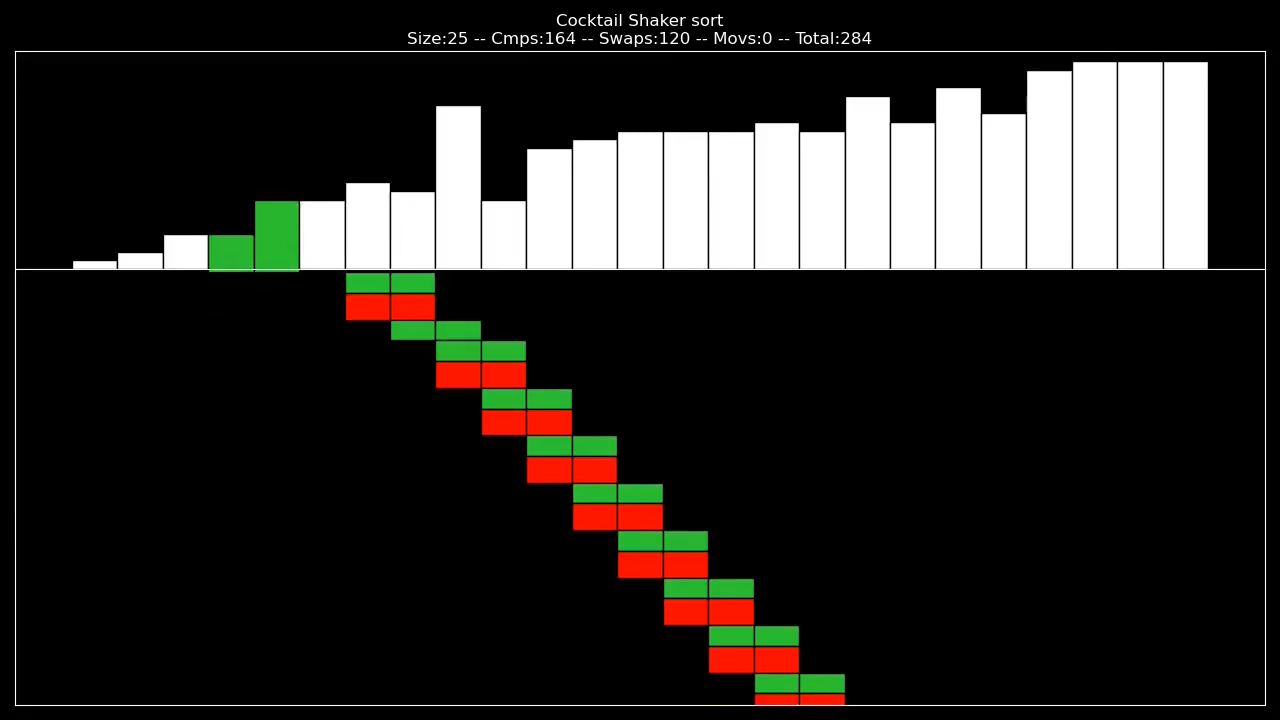 Cocktail Shaker sort
Size:25 -- Cmps:164 -- Swaps:120 -- Movs:0 -- Total:284